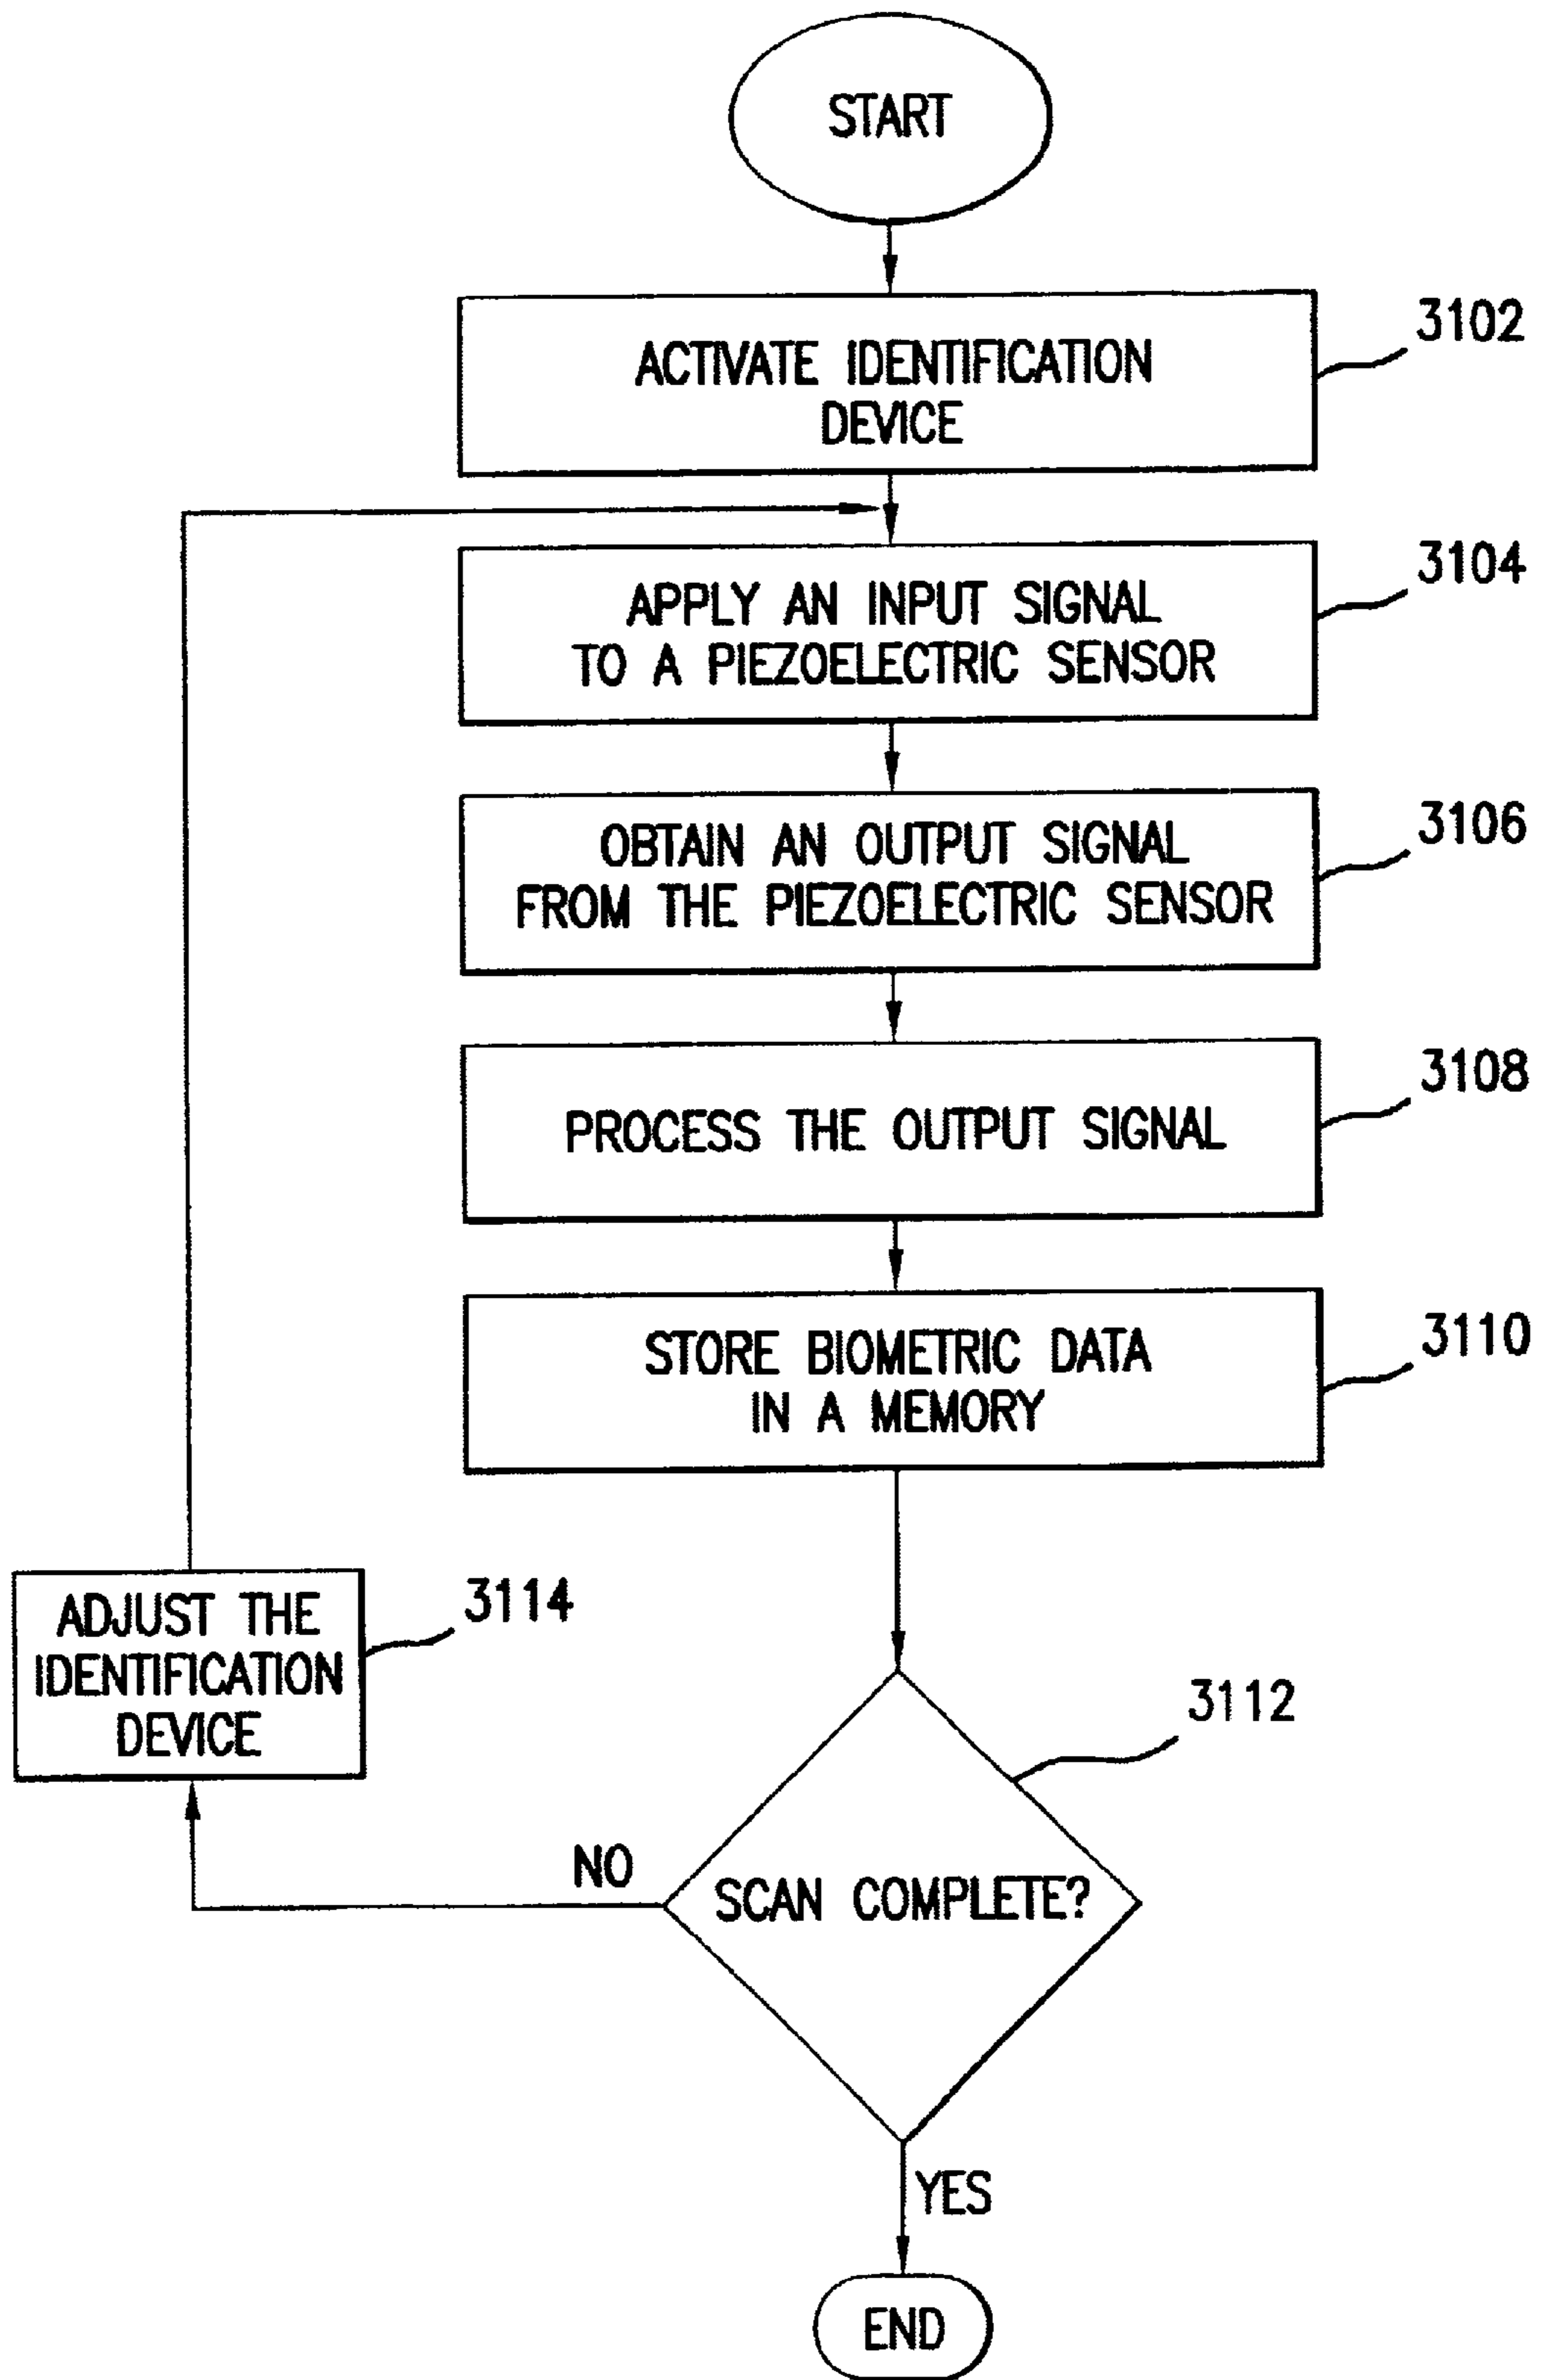 START
ACTIVATE IDENTIFICATION
DEVICE
3102
APPLY AN INPUT SIGNAL
TO A PIEZOELECTRIC SENSOR
3104
OBTAIN AN OUTPUT SIGNAL
FROM THE PIEZOELECTRIC SENSOR
3106
PROCESS THE OUTPUT SIGNAL
3108
STORE BIOMETRIC DATA
IN A MEMORY
3110
ADJUST THE
IDENTIFICATION
DEVICE
3114
3112
NO
SCAN COMPLETE?
YES
END